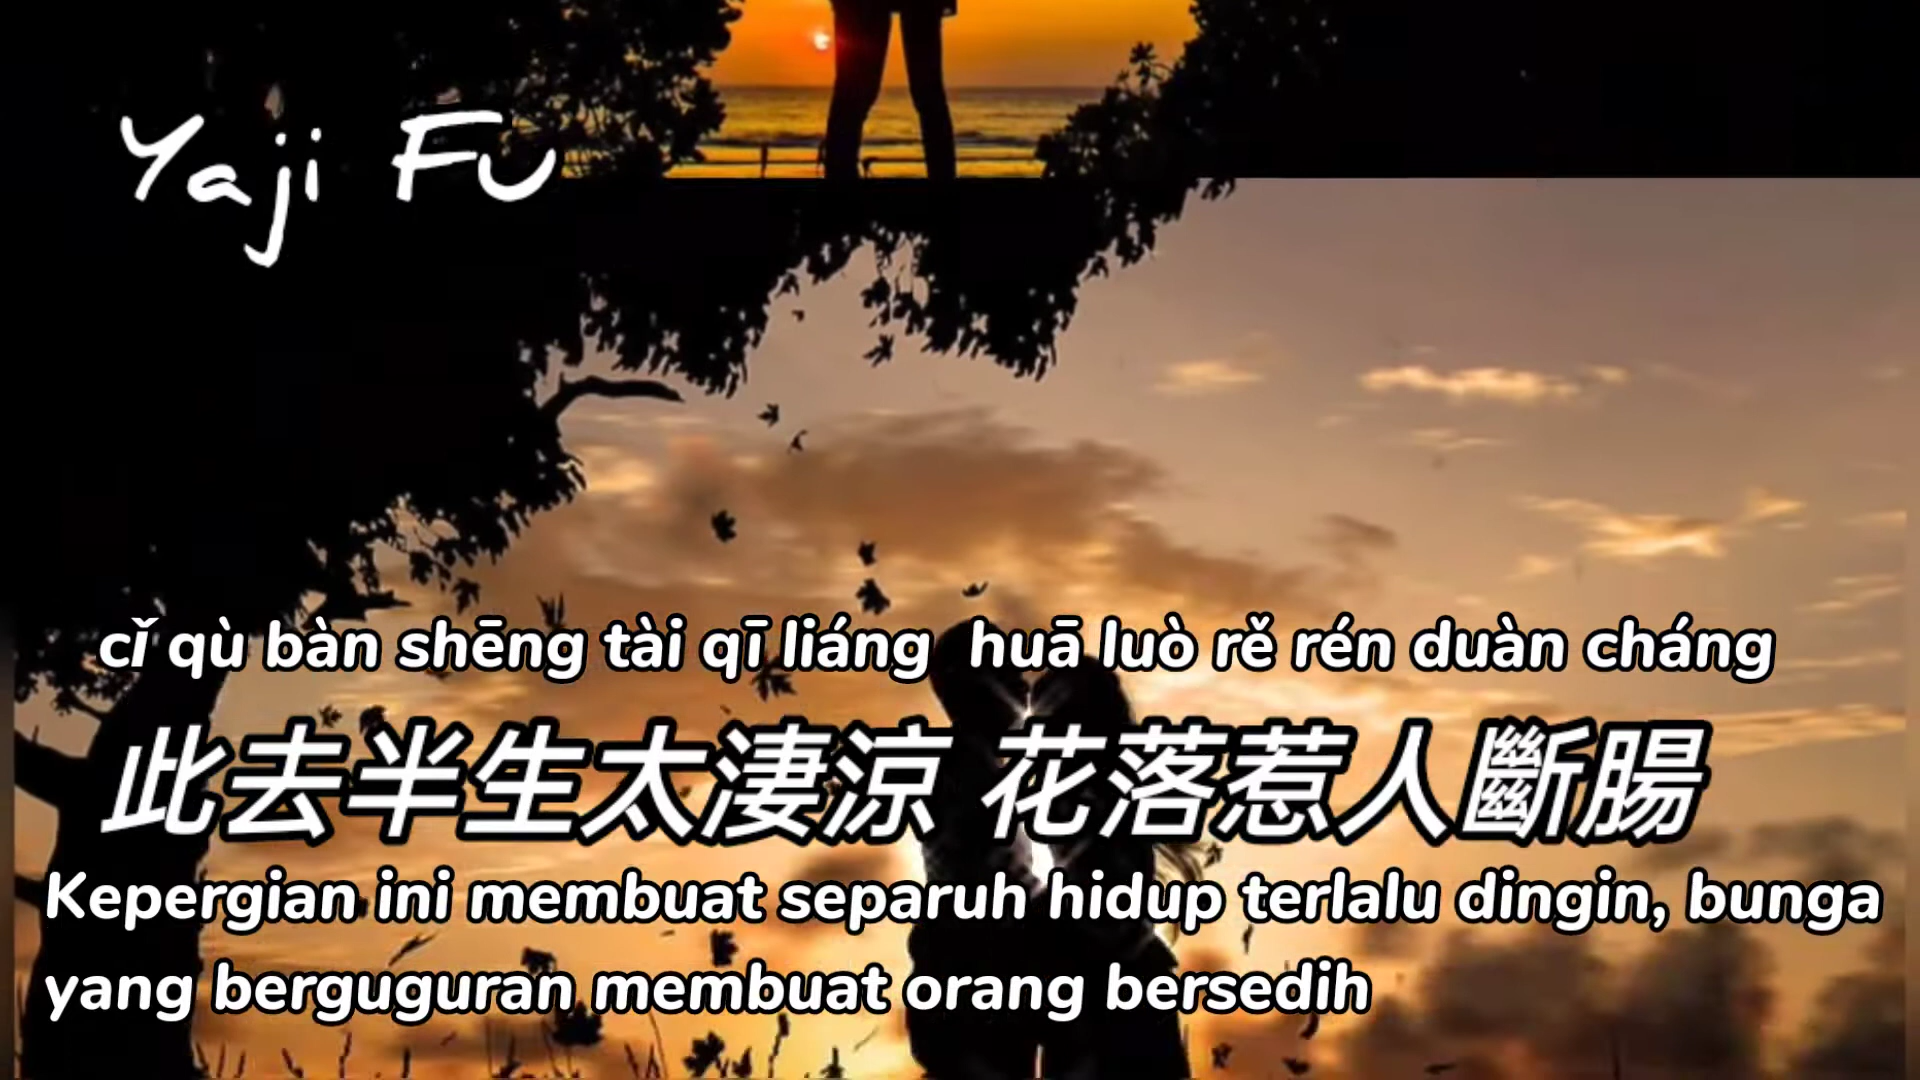 Yaji Fu
cǐ qù bàn shēng tài qī liáng huā luò rě rén duàn cháng
此去半生太淒涼 花落惹人斷腸
Kepergian ini membuat separuh hidup terlalu dingin, bunga
yang berguguran membuat orang bersedih